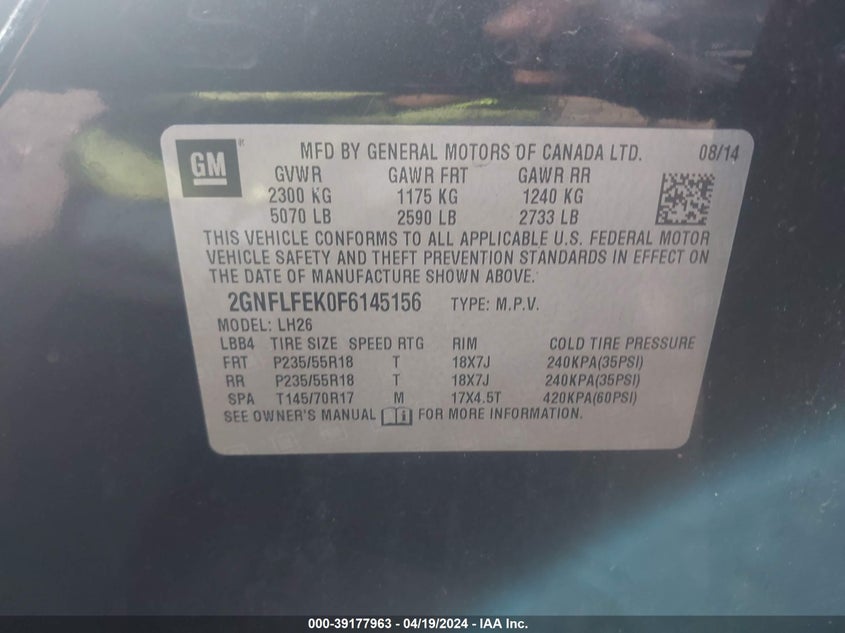 GM
MFD BY GENERAL MOTORS OF CANADA LTD. 08/14
GVWR GAWR FRT GAWR RR
2300 KG 1175 KG 1240 KG
5070 LB 2590 LB 2733 LB
THIS VEHICLE CONFORMS TO ALL APPLICABLE U.S. FEDERAL MOTOR
VEHICLE SAFETY AND THEFT PREVENTION STANDARDS IN EFFECT ON
THE DATE OF MANUFACTURE SHOWN ABOVE.
2GNFLFEK0F6145156 TYPE: M.P.V.
MODEL: LH26
LBB4 TIRE SIZE SPEED RTG RIM COLD TIRE PRESSURE
FRT P235/55R18 T 18X7J 240KPA(35PSI)
RR P235/55R18 T 18X7J 240KPA(35PSI)
SPA T145/70R17 M 17X4.5T 420KPA(60PSI)
SEE OWNER'S MANUAL FOR MORE INFORMATION.
000-39177963 - 04/19/2024 - IAA Inc.